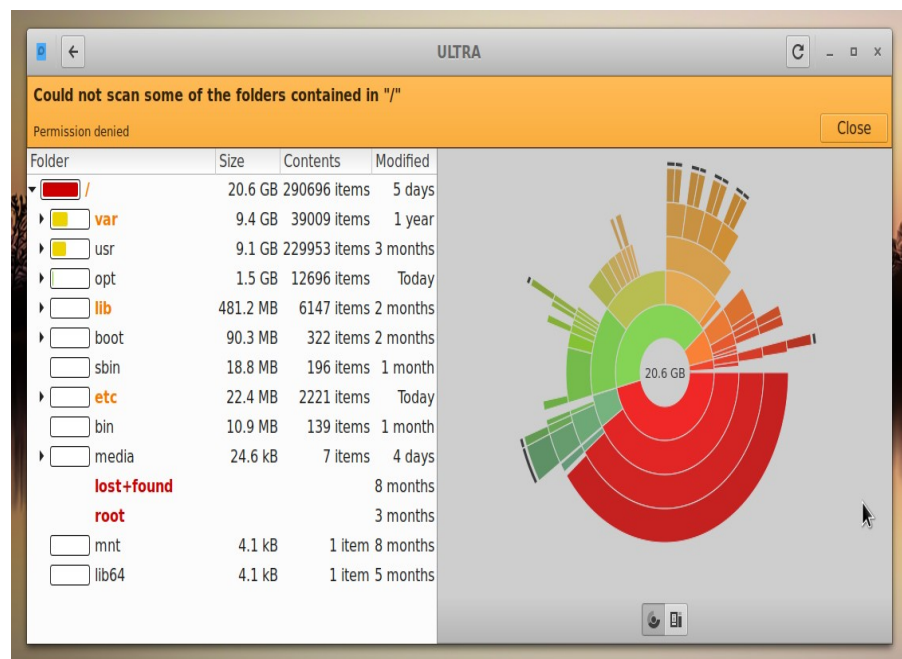 ULTRA
Could not scan some of the folders contained in "/"
Permission denied
Close
Folder Size Contents Modified
/ 20.6 GB 290696 items 5 days
var 9.4 GB 39009 items 1 year
usr 9.1 GB 229953 items 3 months
opt 1.5 GB 12696 items Today
lib 481.2 MB 6147 items 2 months
boot 90.3 MB 322 items 2 months
sbin 18.8 MB 196 items 1 month
etc 22.4 MB 2221 items Today
bin 10.9 MB 139 items 1 month
media 24.6 kB 7 items 4 days
lost+found 8 months
root 3 months
mnt 4.1 kB 1 item 8 months
lib64 4.1 kB 1 item 5 months
20.6 GB